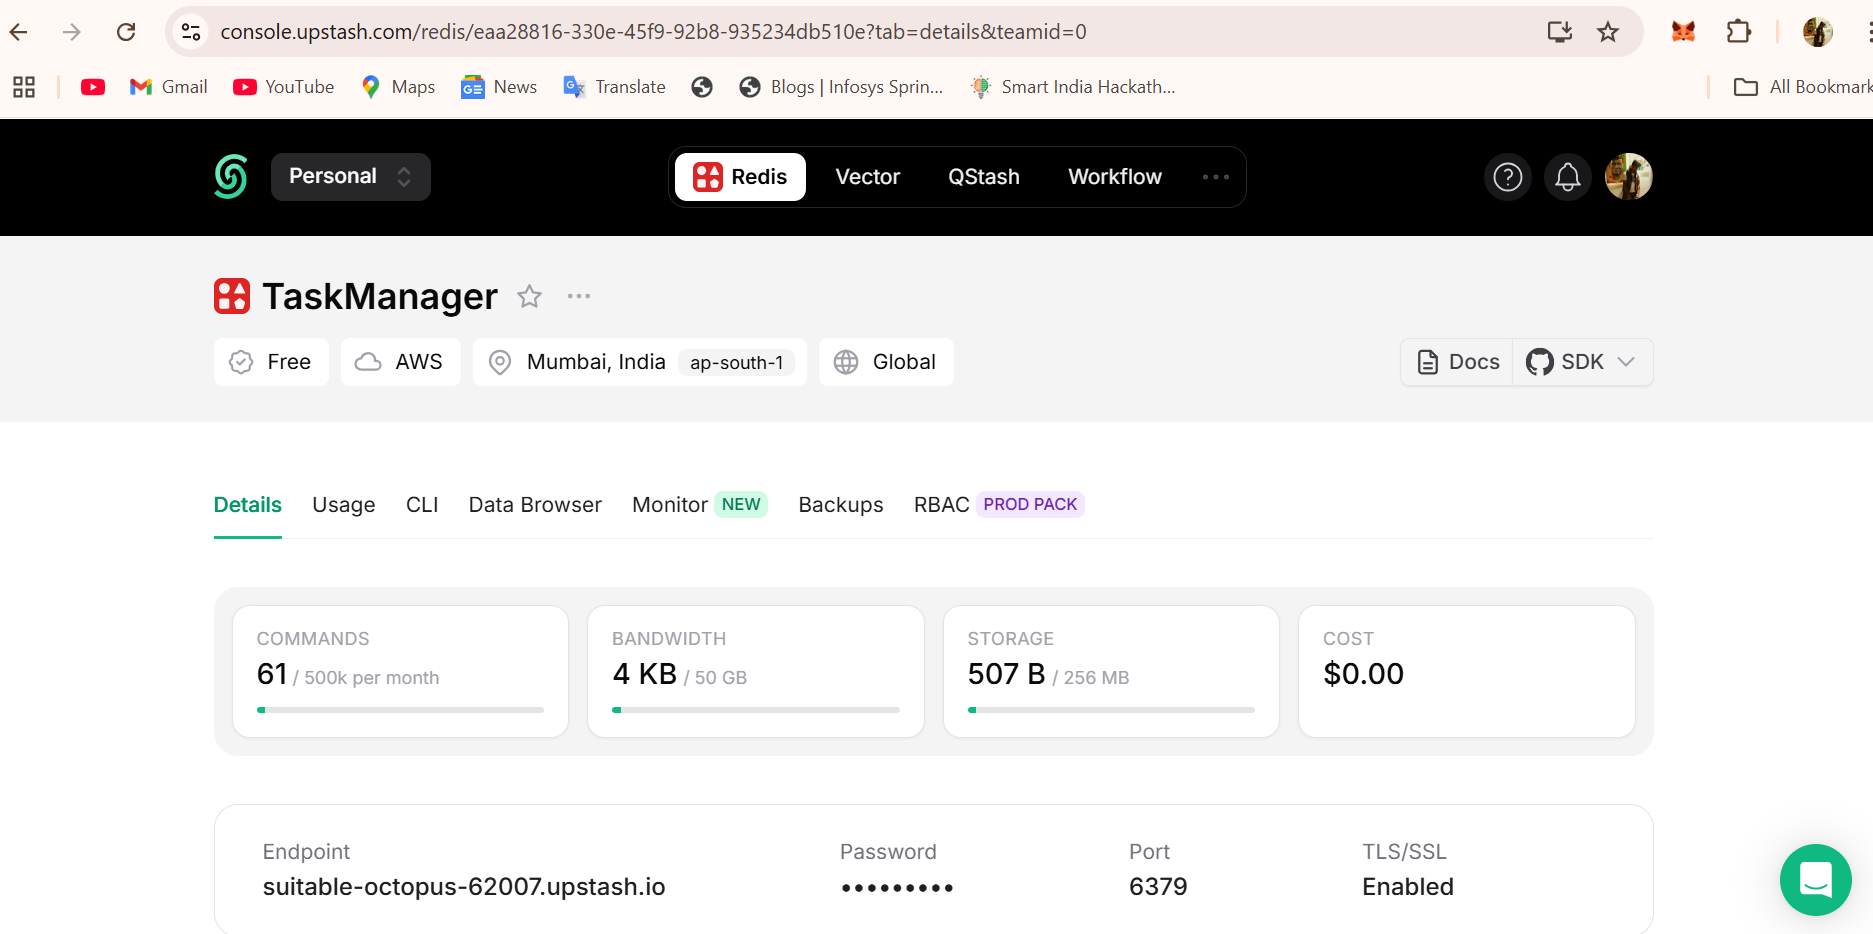 console.upstash.com/redis/eaa28816-330e-45f9-92b8-935234db510e?tab=details&teamid=0
Gmail YouTube Maps News Translate Blogs | Infosys Sprin... Smart India Hackath... All Bookmark
Personal Redis Vector QStash Workflow
TaskManager
Free AWS Mumbai, India ap-south-1 Global Docs SDK
Details Usage CLI Data Browser Monitor NEW Backups RBAC PROD PACK
COMMANDS BANDWIDTH STORAGE COST
61 / 500k per month 4 KB / 50 GB 507 B / 256 MB $0.00
Endpoint Password Port TLS/SSL
suitable-octopus-62007.upstash.io ••••••••• 6379 Enabled